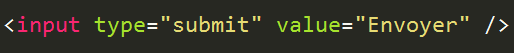 <input type="submit" value="Envoyer" />